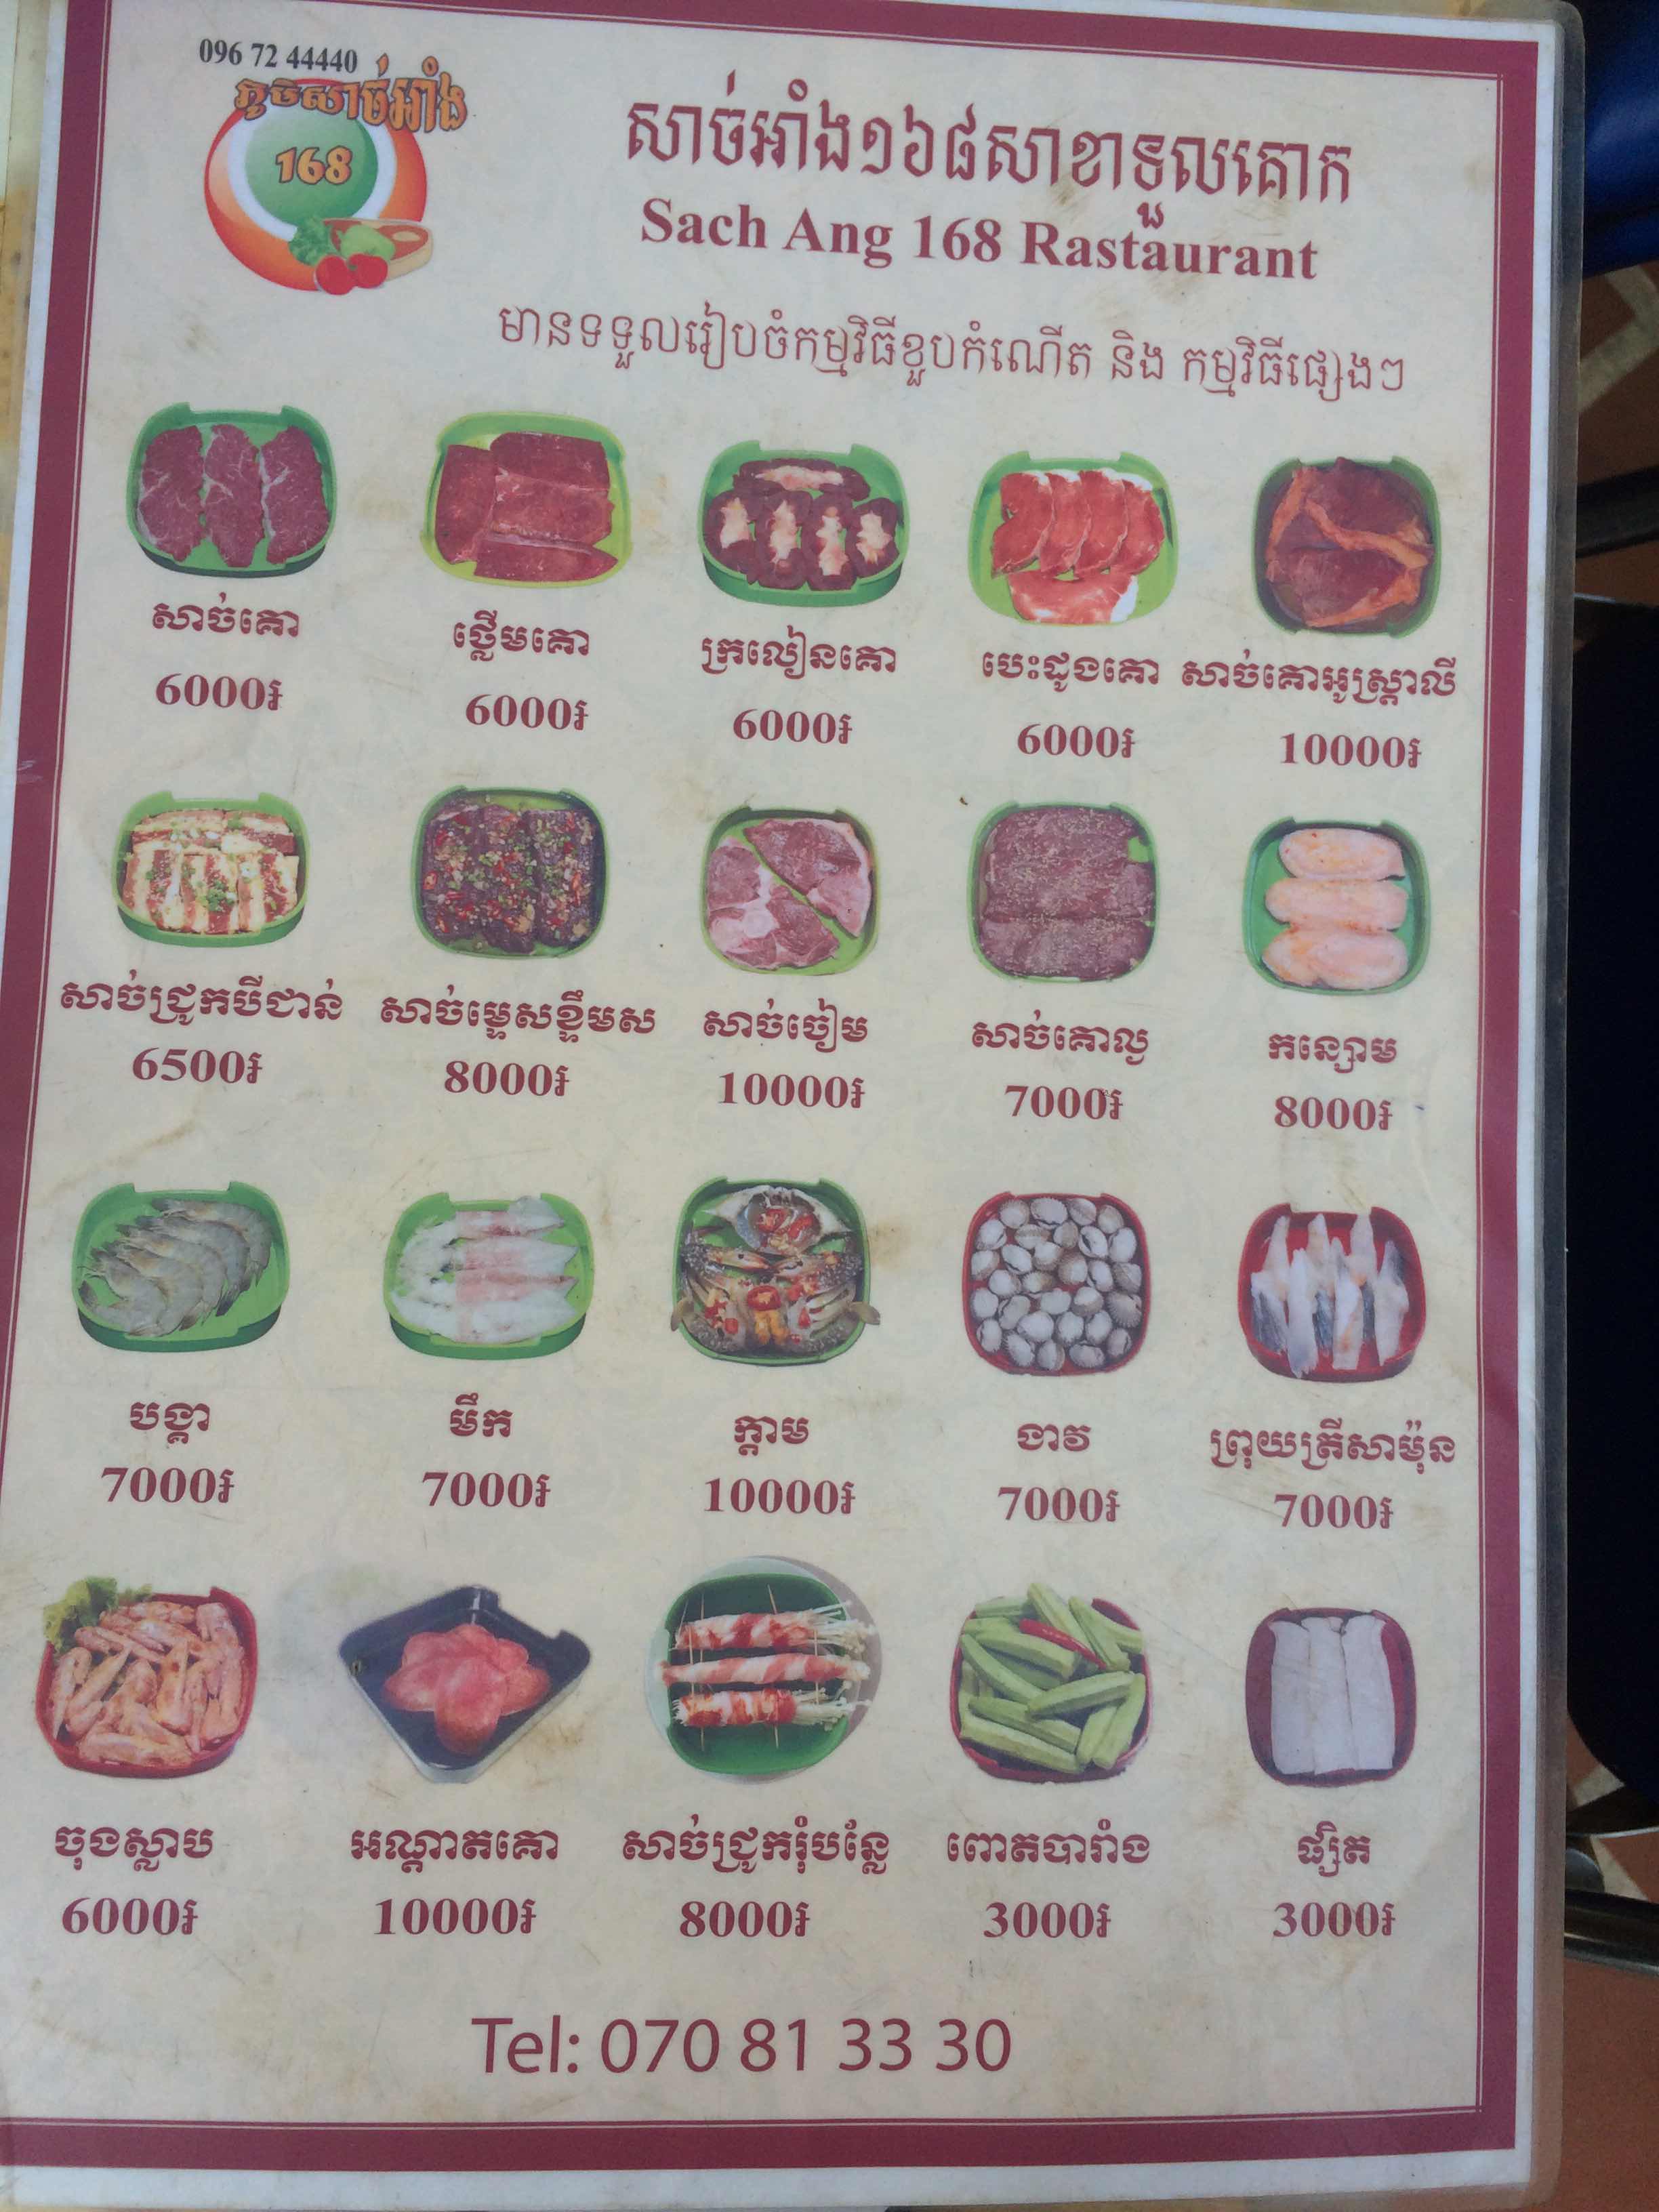 096 72 44440
ភូមិសាច់អាំង
168
សាច់អាំង១៦៨សាខាទួលគោក
Sach Ang 168 Rastaurant
មានទទួលរៀបចំកម្មវិធីខួបកំណើត និង កម្មវិធីផ្សេងៗ
សាច់គោ ថ្លើមគោ ក្រលៀនគោ បេះដូងគោ សាច់គោអូស្ត្រាលី
6000៛ 6000៛ 6000៛ 6000៛ 10000៛
សាច់ជ្រូកបីជាន់ សាច់ម្ទេសខ្ទឹមស សាច់ចៀម សាច់គោល្ង កន្សោម
6500៛ 8000៛ 10000៛ 7000៛ 8000៛
បង្គា មឹក ក្តាម ងាវ ព្រុយត្រីសាម៉ុន
7000៛ 7000៛ 10000៛ 7000៛ 7000៛
ចុងស្លាប អណ្តាតគោ សាច់ជ្រូករុំបន្លែ ពោតបារាំង ផ្សិត
6000៛ 10000៛ 8000៛ 3000៛ 3000៛
Tel: 070 81 33 30